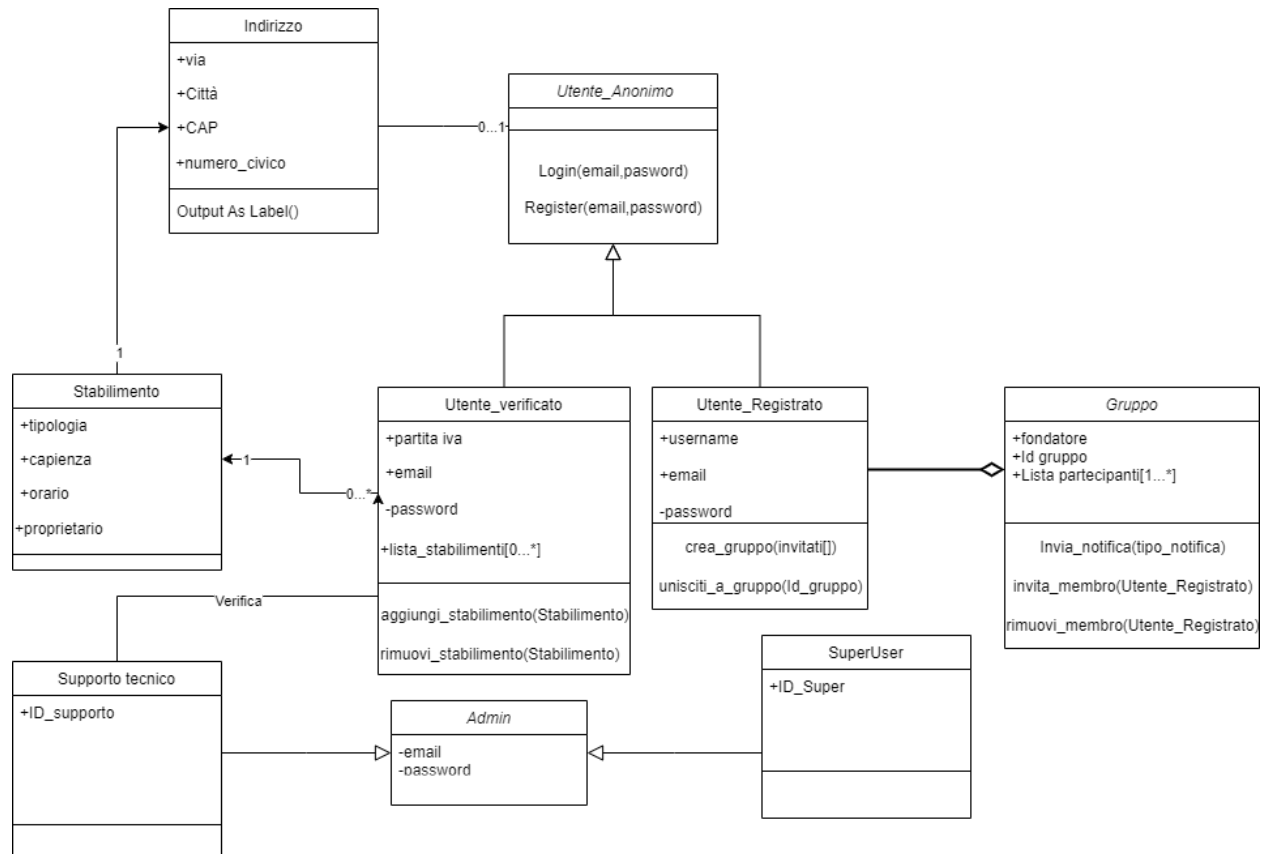 Indirizzo
+via
+Città
+CAP
+numero_civico
Output As Label()
Utente_Anonimo
0...1
Login(email,pasword)
Register(email,password)
1
Stabilimento
+tipologia
+capienza
+orario
+proprietario
1
0...*
Utente_verificato
+partita iva
+email
-password
+lista_stabilimenti[0...*]
aggiungi_stabilimento(Stabilimento)
rimuovi_stabilimento(Stabilimento)
Utente_Registrato
+username
+email
-password
crea_gruppo(invitati[])
unisciti_a_gruppo(Id_gruppo)
Gruppo
+fondatore
+Id gruppo
+Lista partecipanti[1...*]
Invia_notifica(tipo_notifica)
invita_membro(Utente_Registrato)
rimuovi_membro(Utente_Registrato)
Verifica
Supporto tecnico
+ID_supporto
Admin
-email
-password
SuperUser
+ID_Super